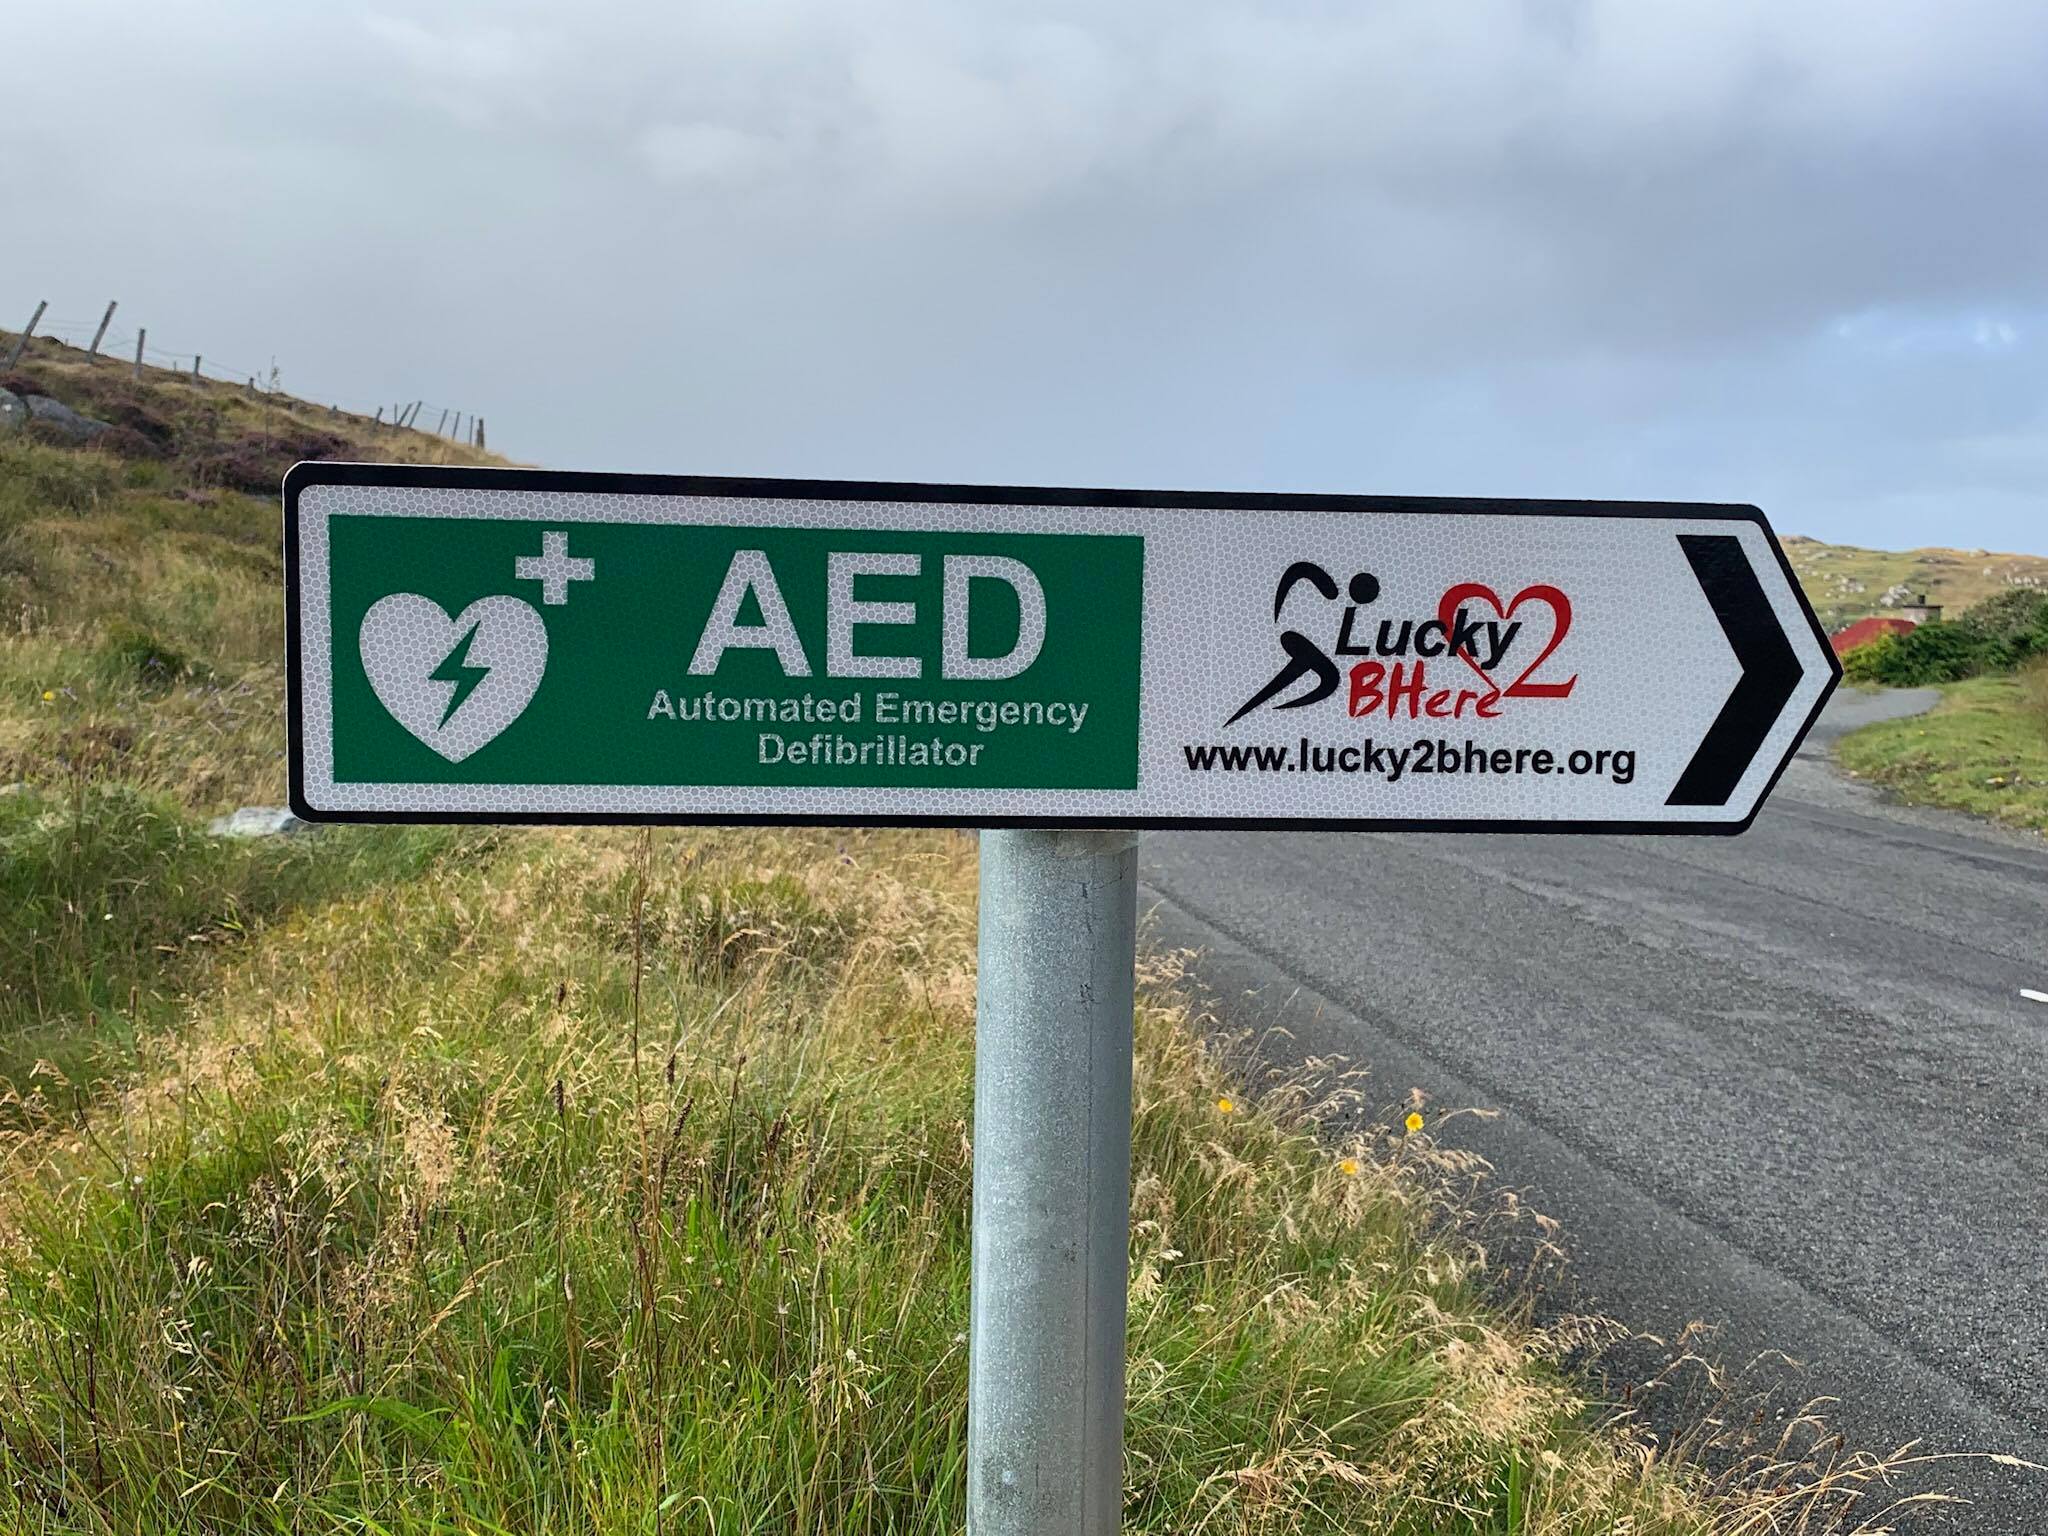 AED
Automated Emergency
Defibrillator
Lucky 2
BHere
www.lucky2bhere.org